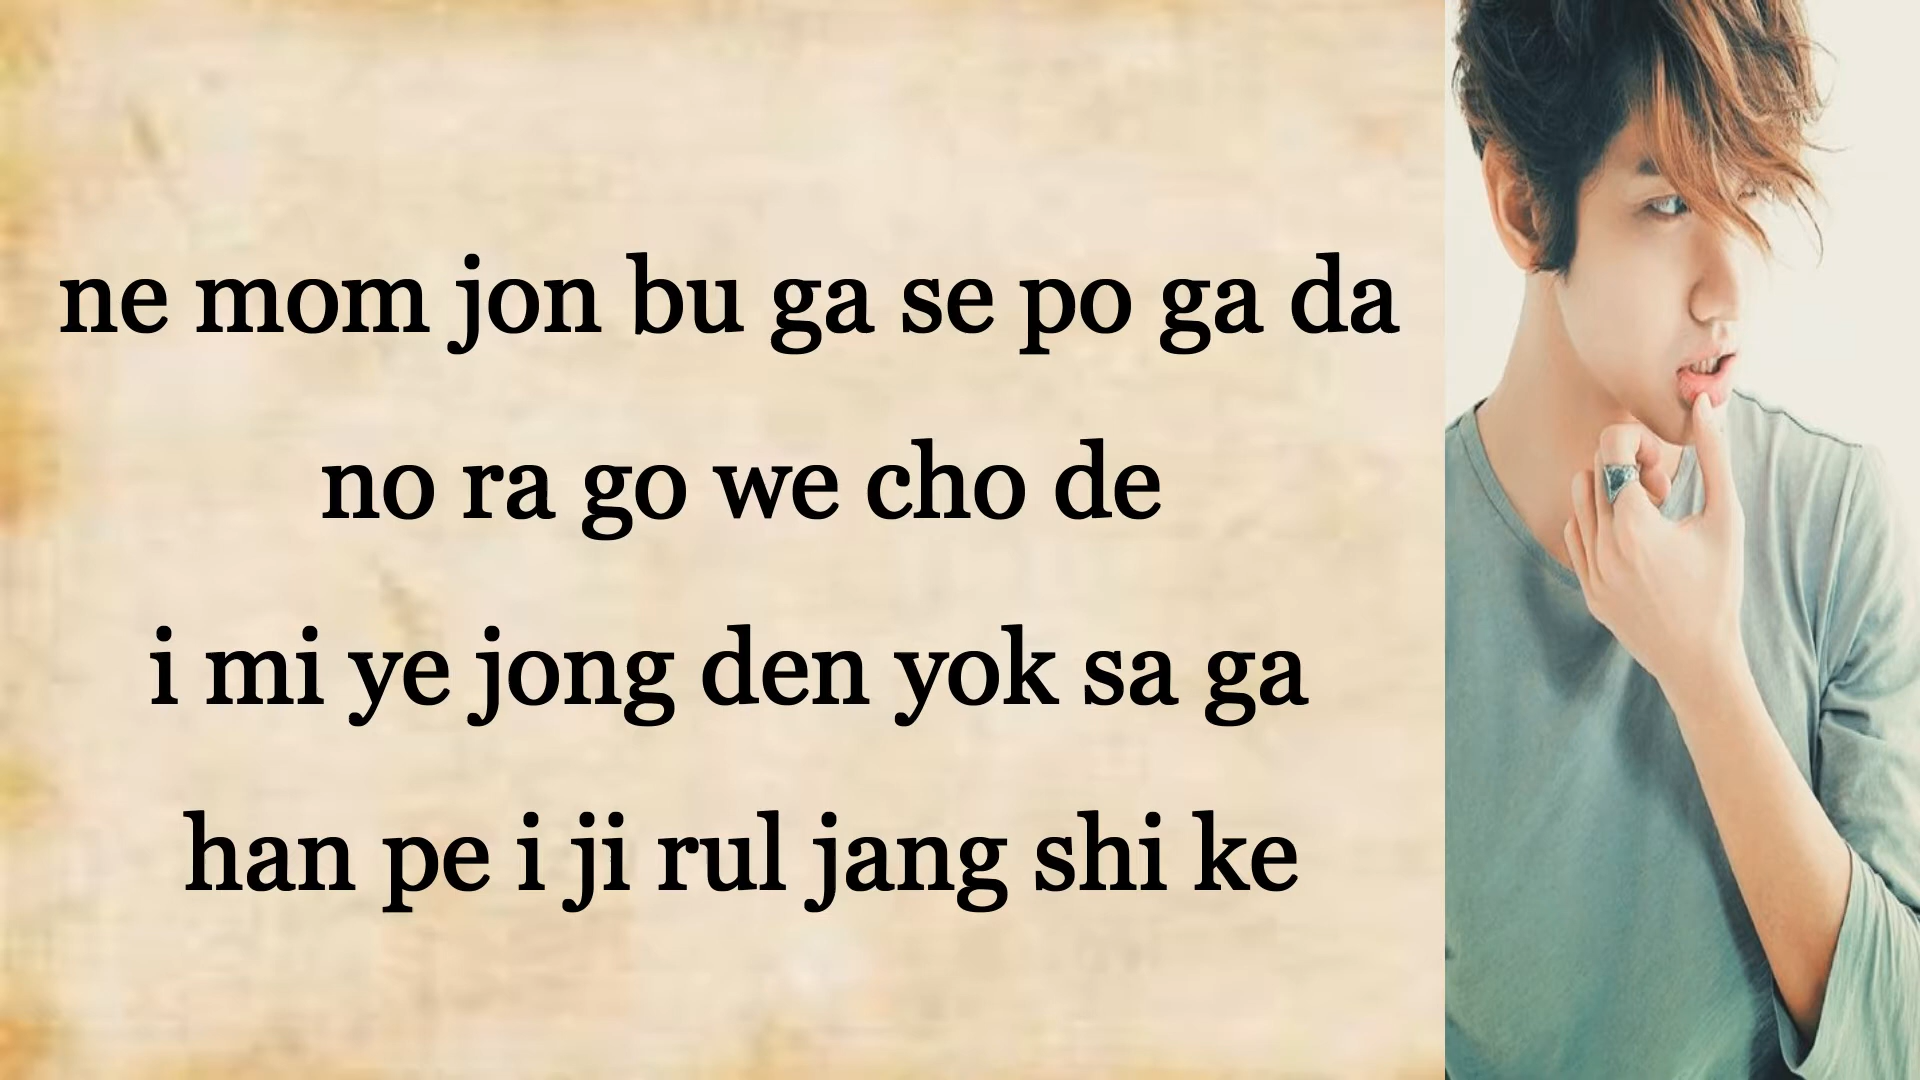 ne mom jon bu ga se po ga da
no ra go we cho de
i mi ye jong den yok sa ga
han pe i ji rul jang shi ke